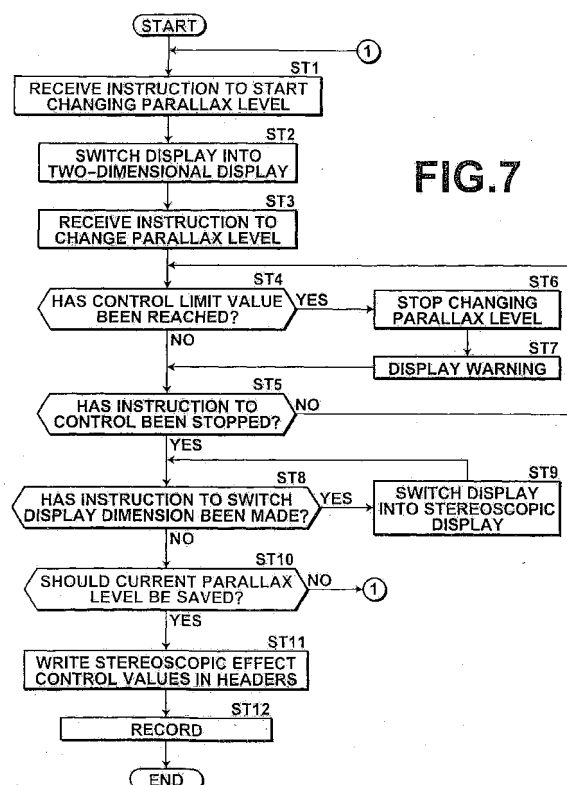 START
1
ST1
RECEIVE INSTRUCTION TO START
CHANGING PARALLAX LEVEL
ST2
SWITCH DISPLAY INTO
TWO-DIMENSIONAL DISPLAY
FIG.7
ST3
RECEIVE INSTRUCTION TO
CHANGE PARALLAX LEVEL
ST4
HAS CONTROL LIMIT VALUE
BEEN REACHED?
YES
NO
ST6
STOP CHANGING
PARALLAX LEVEL
ST7
DISPLAY WARNING
ST5
HAS INSTRUCTION TO
CONTROL BEEN STOPPED?
NO
YES
ST8
HAS INSTRUCTION TO SWITCH
DISPLAY DIMENSION BEEN MADE?
YES
NO
ST9
SWITCH DISPLAY
INTO STEREOSCOPIC
DISPLAY
ST10
SHOULD CURRENT PARALLAX
LEVEL BE SAVED?
NO
1
YES
ST11
WRITE STEREOSCOPIC EFFECT
CONTROL VALUES IN HEADERS
ST12
RECORD
END